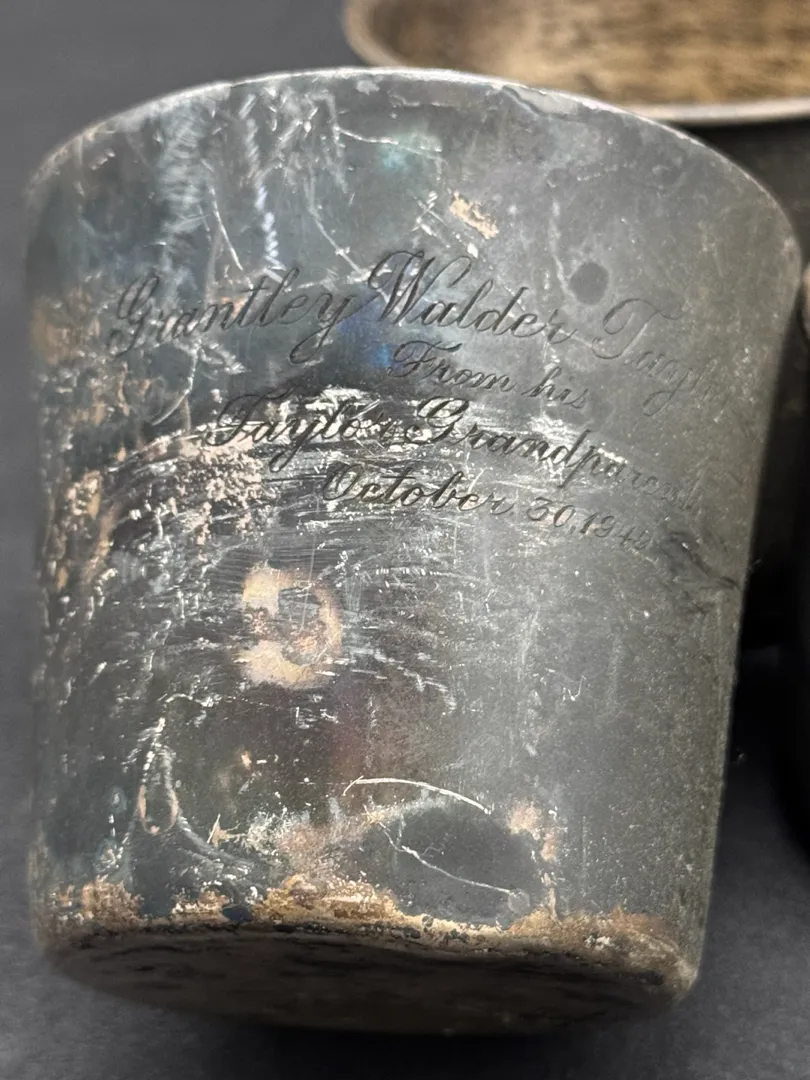 Grantley Walder Taylor
From his
Taylor Grandparents
October 30, 1942